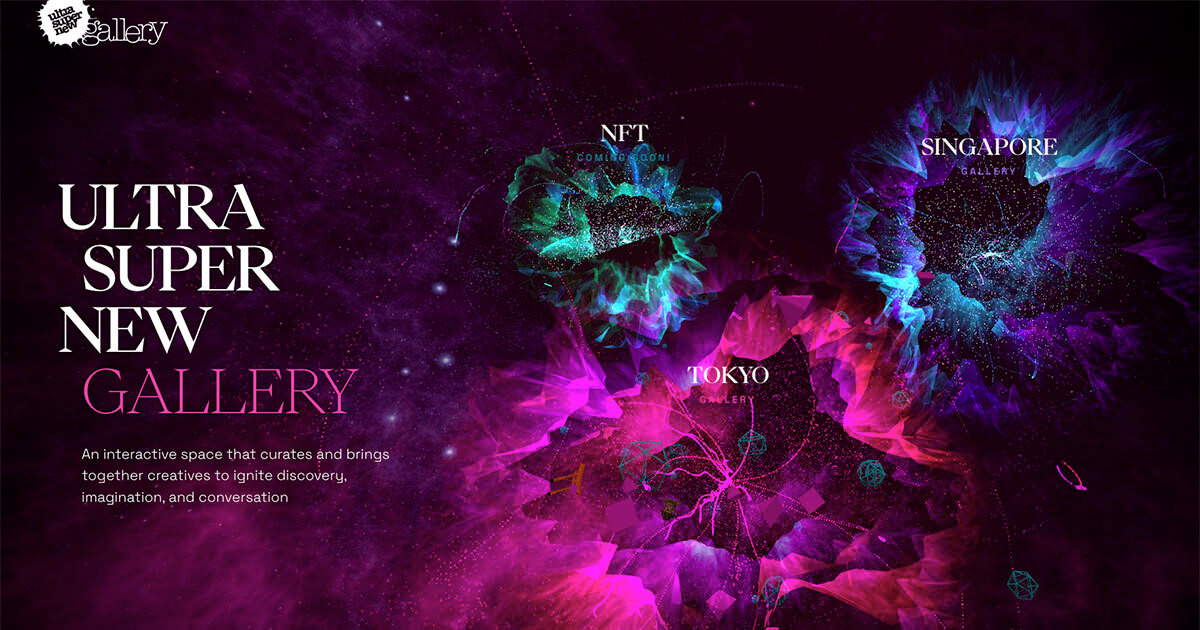 ultra
super
new
gallery
NFT
COMING SOON!
SINGAPORE
GALLERY
ULTRA
SUPER
NEW
GALLERY
TOKYO
GALLERY
An interactive space that curates and brings
together creatives to ignite discovery,
imagination, and conversation